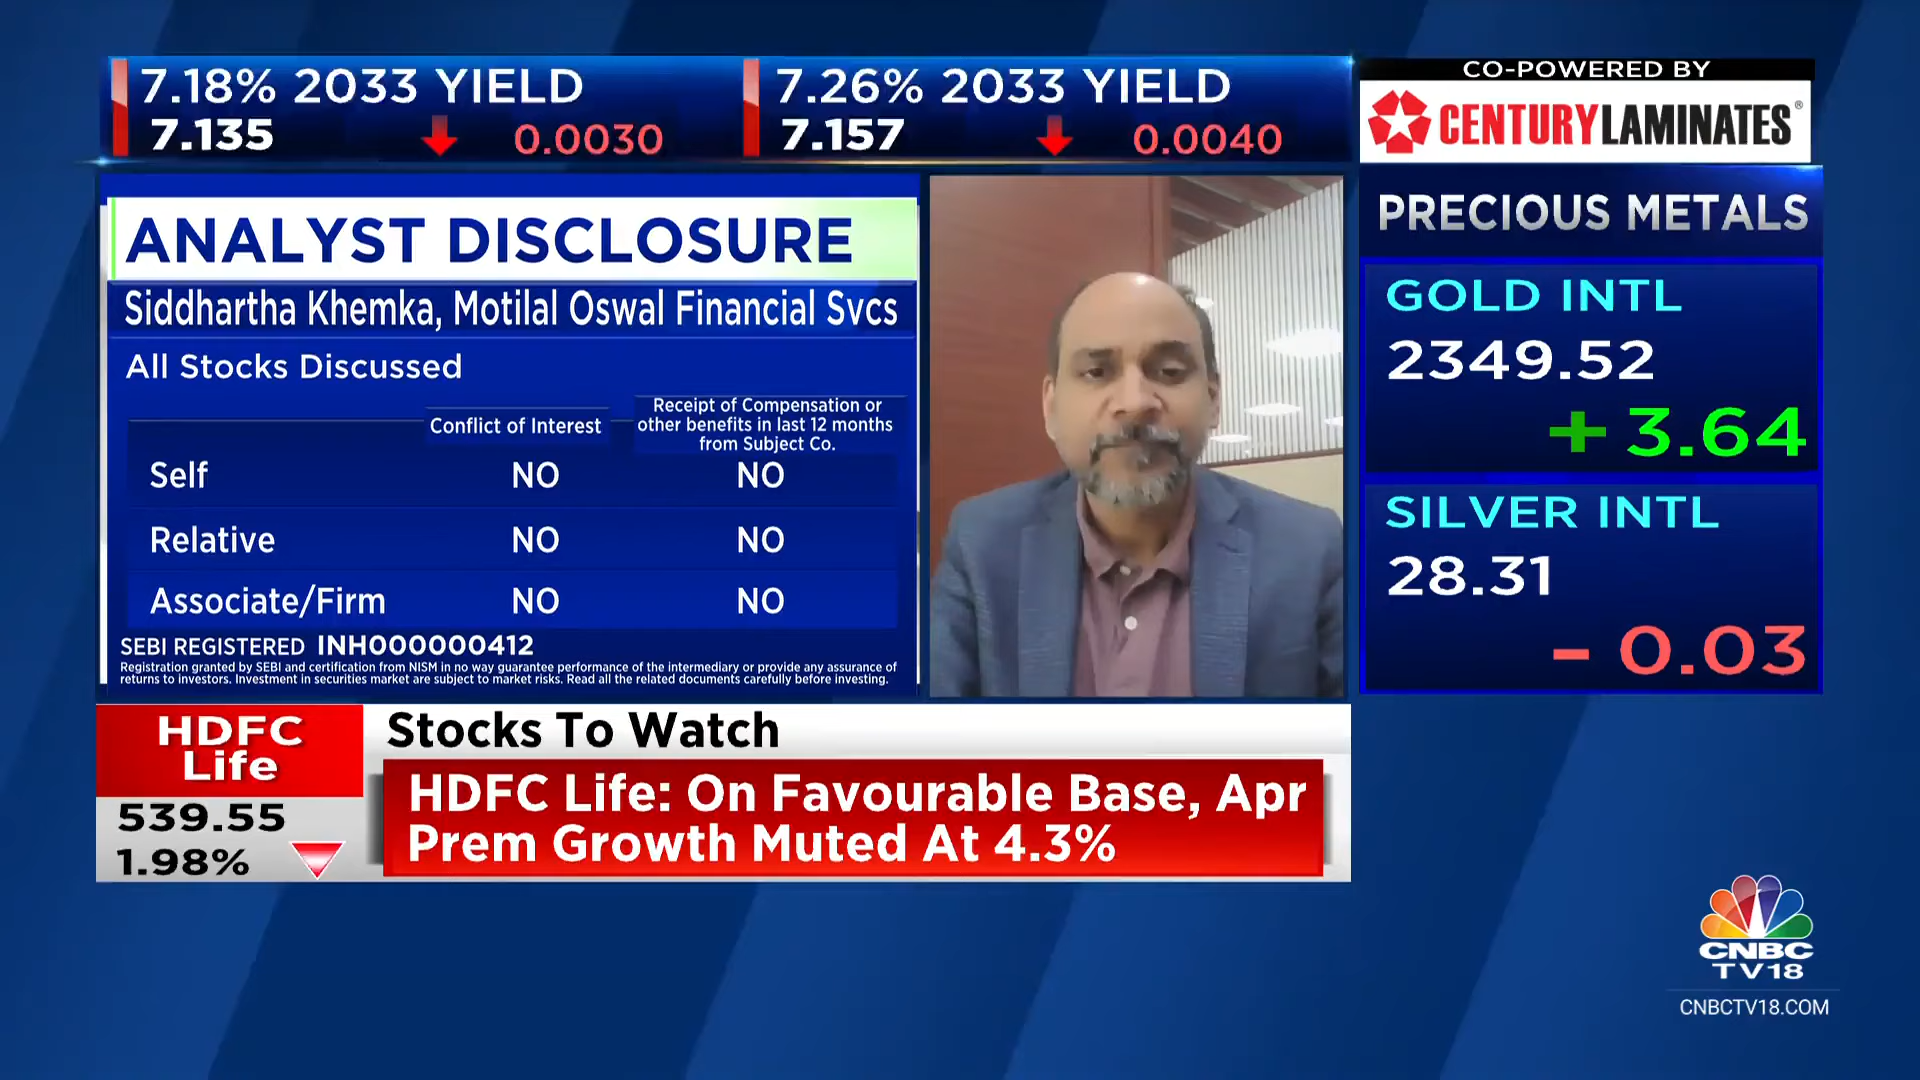 7.18% 2033 YIELD
7.135 0.0030
7.26% 2033 YIELD
7.157 0.0040
CO-POWERED BY
CENTURYLAMINATES®
ANALYST DISCLOSURE
Siddhartha Khemka, Motilal Oswal Financial Svcs
All Stocks Discussed
Conflict of Interest
Receipt of Compensation or
other benefits in last 12 months
from Subject Co.
Self NO NO
Relative NO NO
Associate/Firm NO NO
SEBI REGISTERED INH000000412
Registration granted by SEBI and certification from NISM in no way guarantee performance of the intermediary or provide any assurance of
returns to investors. Investment in securities market are subject to market risks. Read all the related documents carefully before investing.
PRECIOUS METALS
GOLD INTL
2349.52
+ 3.64
SILVER INTL
28.31
- 0.03
HDFC
Life
539.55
1.98%
Stocks To Watch
HDFC Life: On Favourable Base, Apr
Prem Growth Muted At 4.3%
CNBC
TV18
CNBCTV18.COM